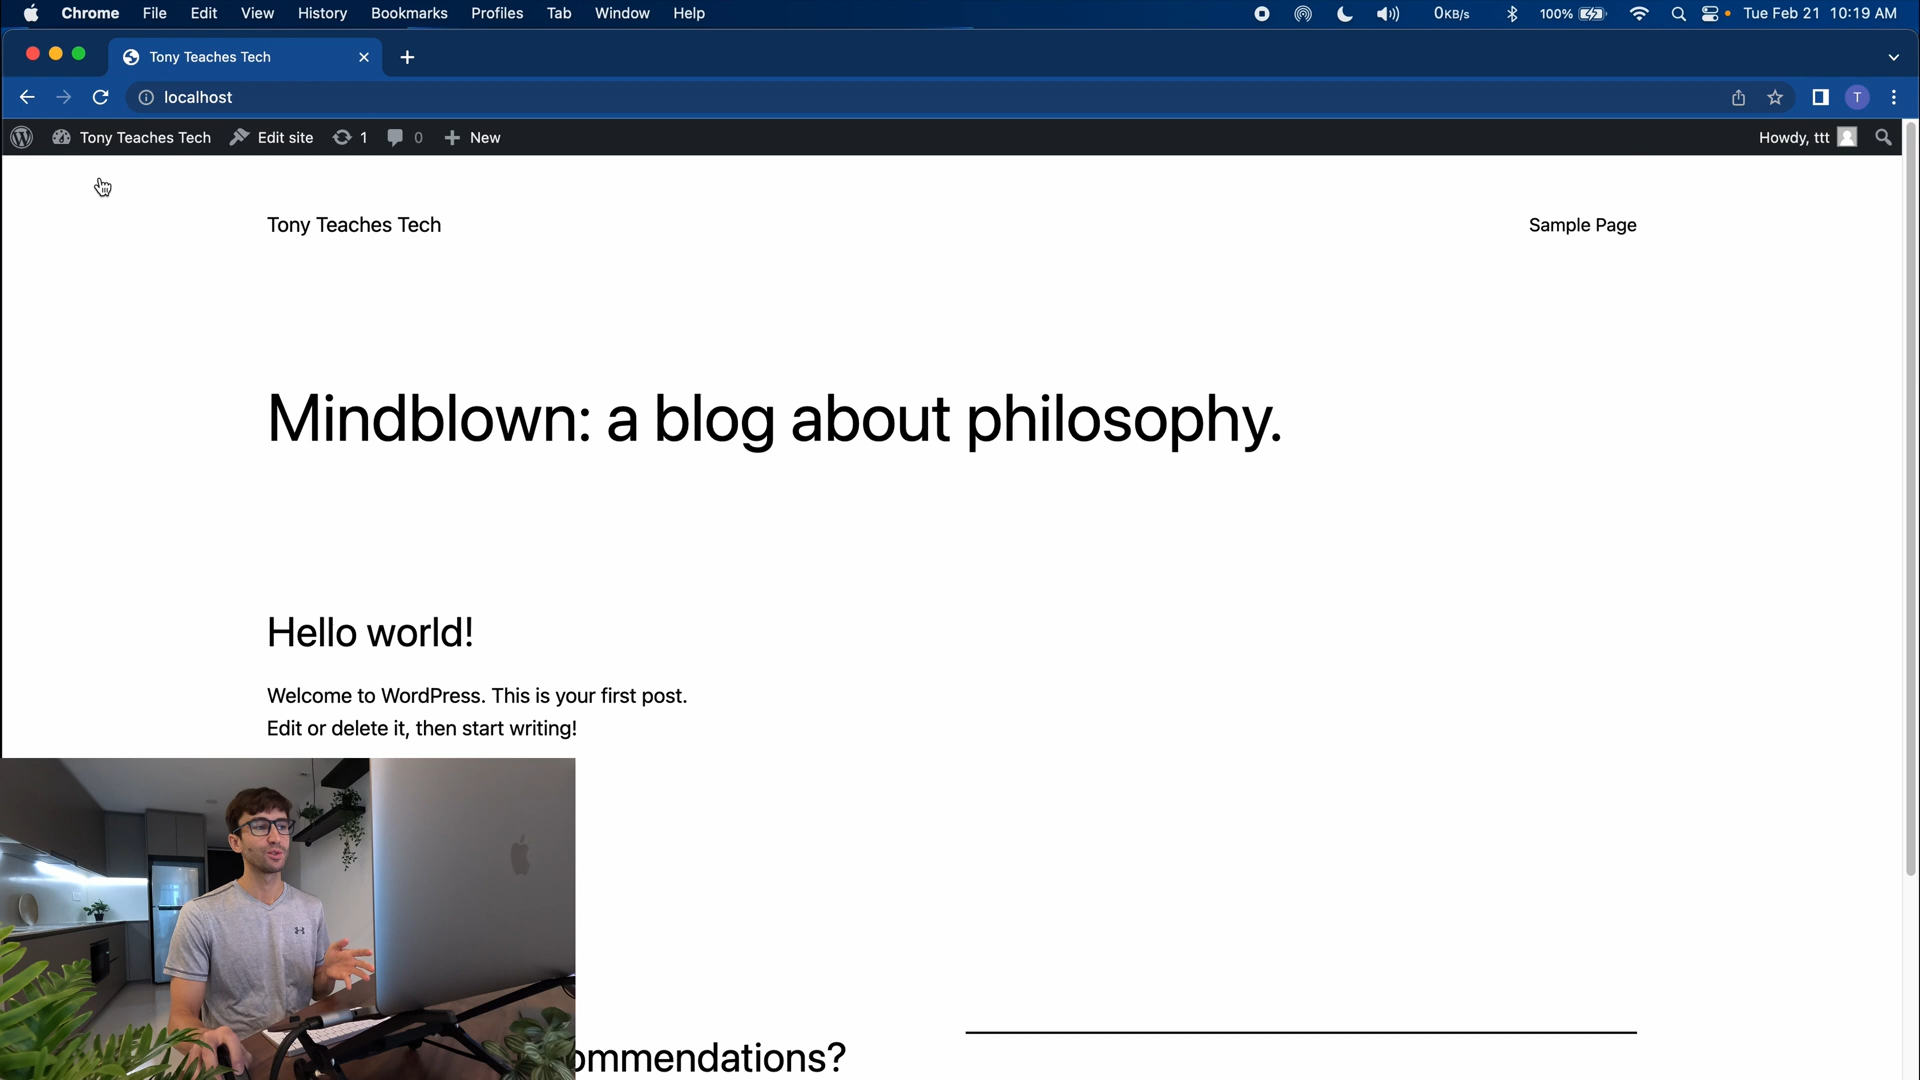 Chrome File Edit View History Bookmarks Profiles Tab Window Help 0KB/s 100% Tue Feb 21 10:19 AM
Tony Teaches Tech
localhost T
Tony Teaches Tech Edit site 1 0 New Howdy, ttt
Tony Teaches Tech Sample Page
Mindblown: a blog about philosophy.
Hello world!
Welcome to WordPress. This is your first post.
Edit or delete it, then start writing!
ommendations?